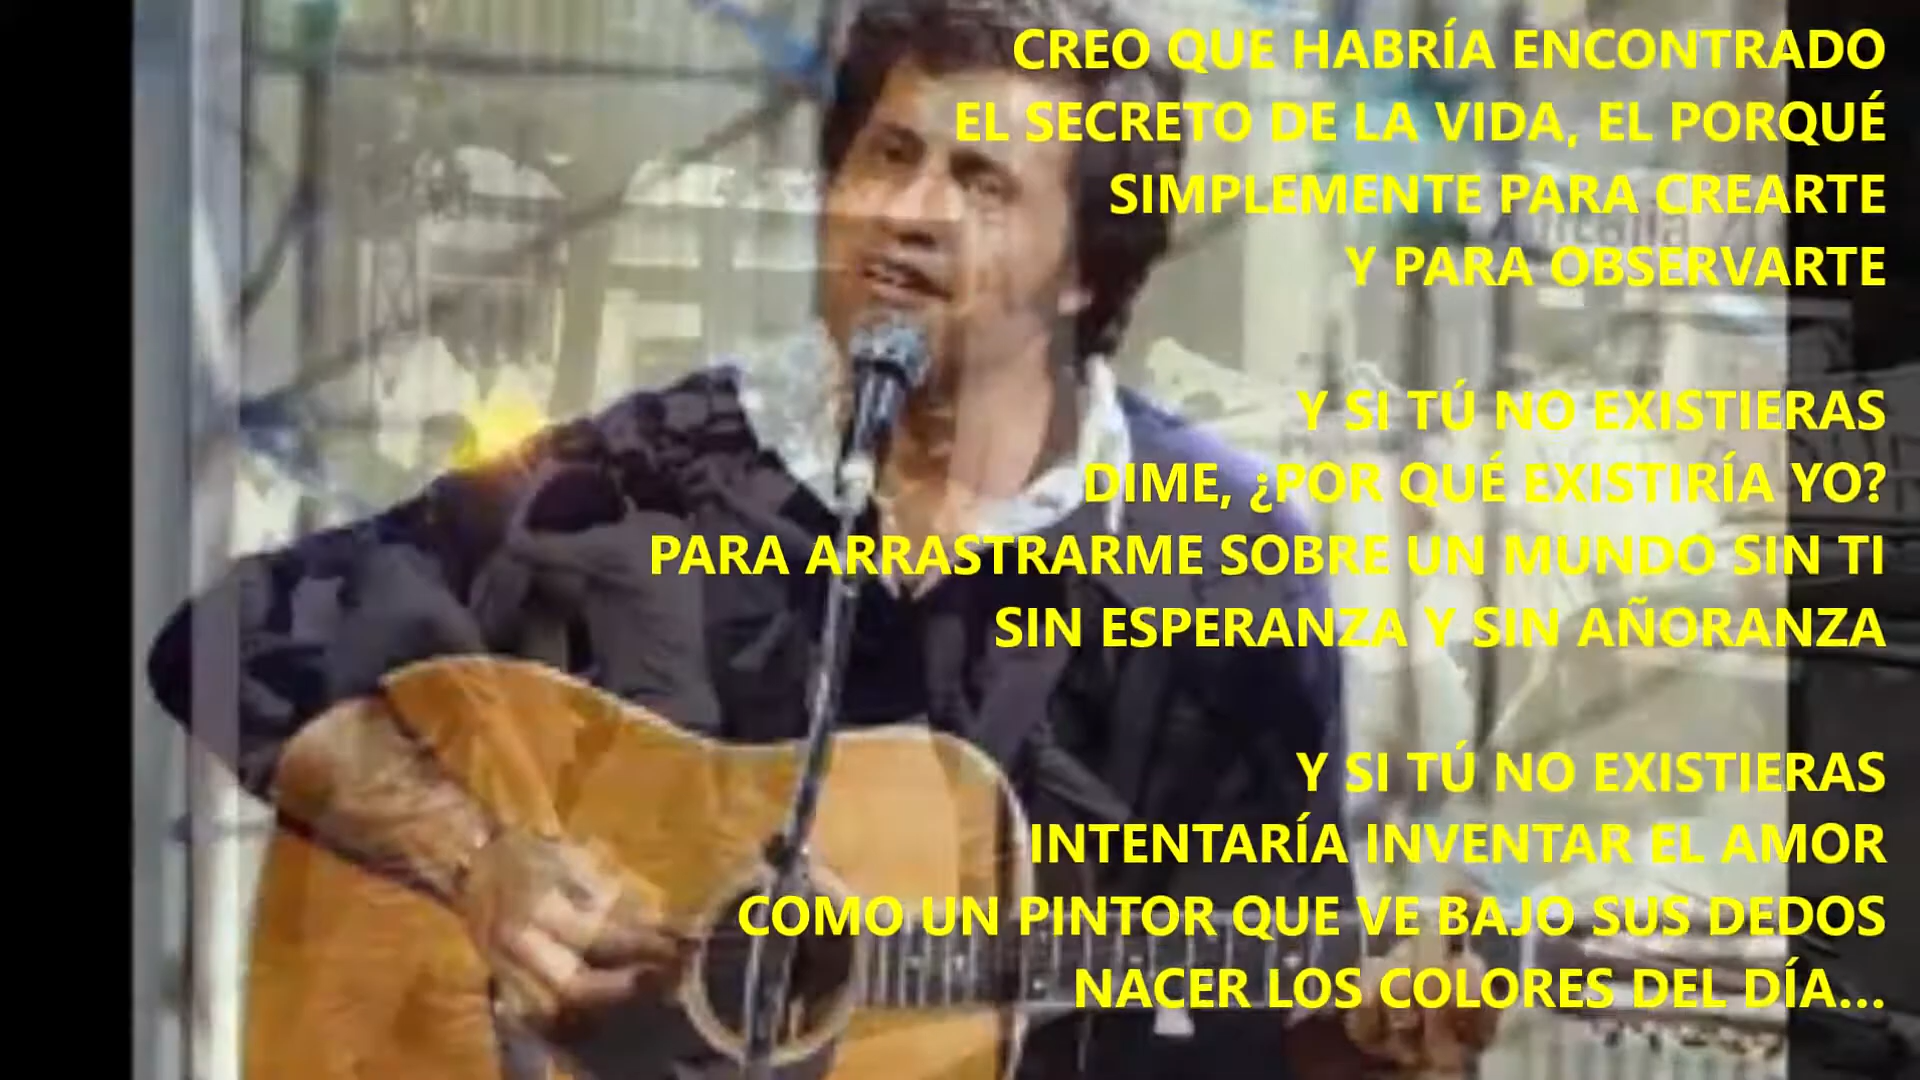 CREO QUE HABRÍA ENCONTRADO
EL SECRETO DE LA VIDA, EL PORQUÉ
SIMPLEMENTE PARA CREARTE
Y PARA OBSERVARTE
Y SI TÚ NO EXISTIERAS
DIME, ¿POR QUÉ EXISTIRÍA YO?
PARA ARRASTRARME SOBRE UN MUNDO SIN TI
SIN ESPERANZA Y SIN AÑORANZA
Y SI TÚ NO EXISTIERAS
INTENTARÍA INVENTAR EL AMOR
COMO UN PINTOR QUE VE BAJO SUS DEDOS
NACER LOS COLORES DEL DÍA...